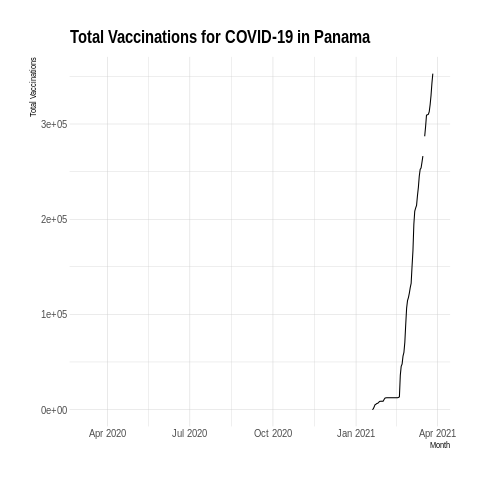 Total Vaccinations for COVID-19 in Panama
Total Vaccinations
3e+05
2e+05
1e+05
0e+00
Apr 2020 Jul 2020 Oct 2020 Jan 2021 Apr 2021
Month